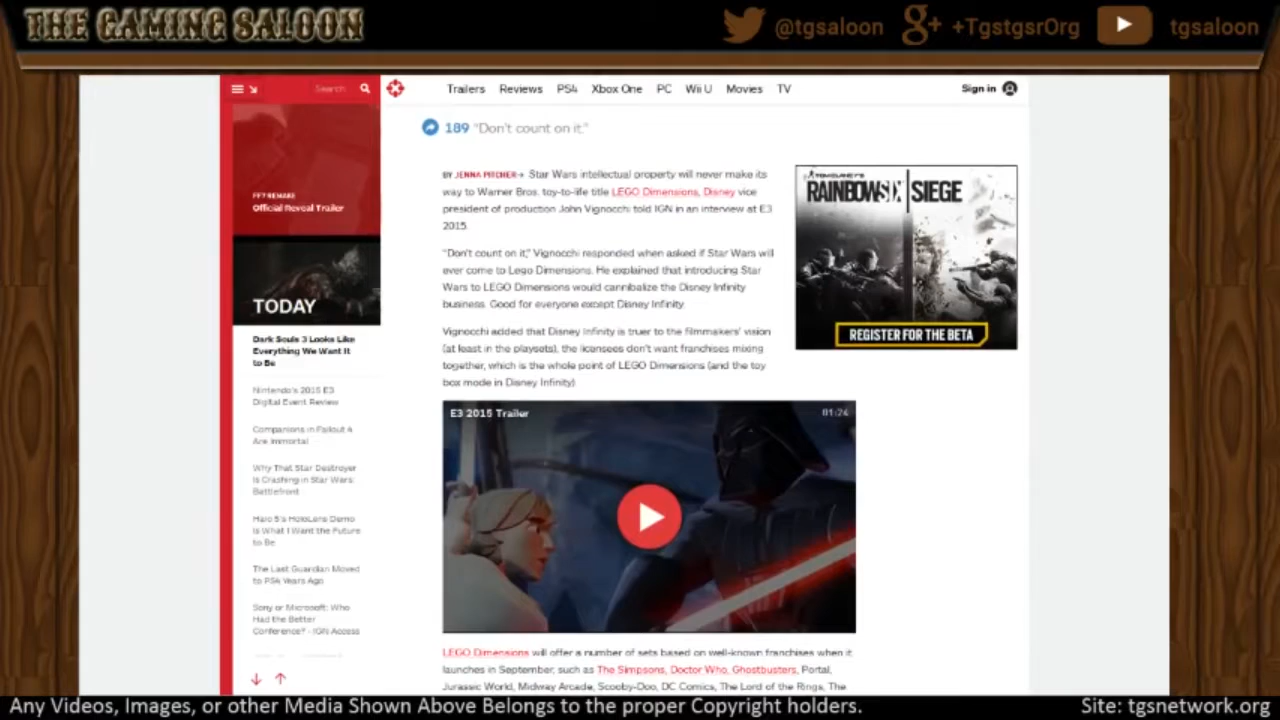 THE GAMING SALOON
@tgsaloon
+TgstgsrOrg
tgsaloon
Search
Trailers Reviews PS4 Xbox One PC Wii U Movies TV
Sign in
189 “Don't count on it.”
FF7 REMAKE
Official Reveal Trailer
TODAY
Dark Souls 3 Looks Like
Everything We Want It
to Be
Nintendo's 2015 E3
Digital Event Review
Companions in Fallout 4
Are Immortal
Why That Star Destroyer
Is Crashing in Star Wars:
Battlefront
Halo 5's HoloLens Demo
Is What I Want the Future
to Be
The Last Guardian Moved
to PS4 Years Ago
Sony or Microsoft: Who
Had the Better
Conference? - IGN Access
BY JENNA PITCHER Star Wars intellectual property will never make its
way to Warner Bros. toy-to-life title LEGO Dimensions, Disney vice
president of production John Vignocchi told IGN in an interview at E3
2015.
“Don't count on it,” Vignocchi responded when asked if Star Wars will
ever come to Lego Dimensions. He explained that introducing Star
Wars to LEGO Dimensions would cannibalize the Disney Infinity
business. Good for everyone except Disney Infinity.
Vignocchi added that Disney Infinity is truer to the filmmakers' vision
(at least in the playsets), the licensees don't want franchises mixing
together, which is the whole point of LEGO Dimensions (and the toy
box mode in Disney Infinity)
E3 2015 Trailer
01:24
LEGO Dimensions will offer a number of sets based on well-known franchises when it
launches in September, such as The Simpsons, Doctor Who, Ghostbusters, Portal,
Jurassic World, Midway Arcade, Scooby-Doo, DC Comics, The Lord of the Rings, The
TOM CLANCY'S
RAINBOW SIX | SIEGE
REGISTER FOR THE BETA
Any Videos, Images, or other Media Shown Above Belongs to the proper Copyright holders.
Site: tgsnetwork.org